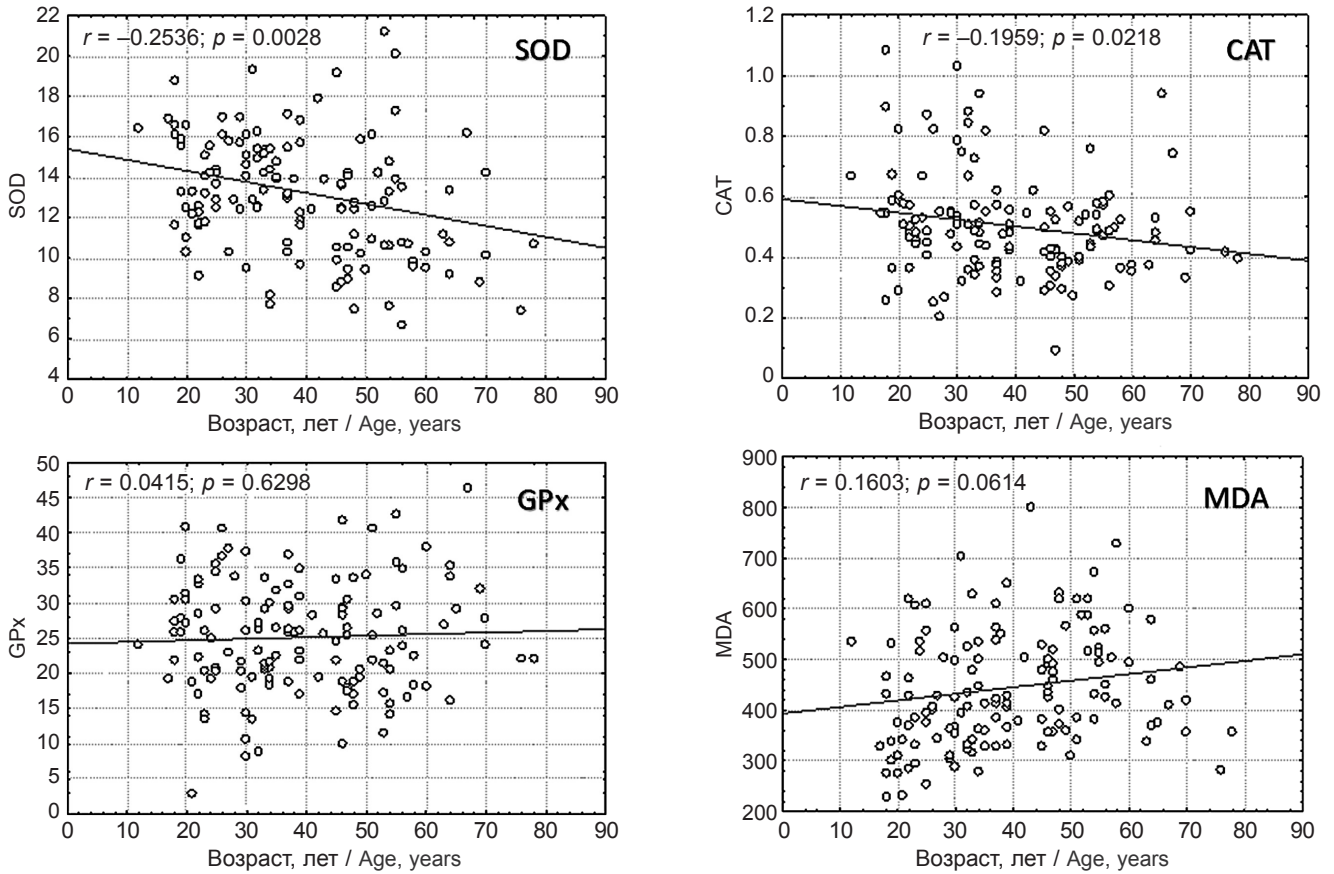 r = –0.2536; p = 0.0028
SOD
22
20
18
16
14
12
10
8
6
4
SOD
0 10 20 30 40 50 60 70 80 90
Возраст, лет / Age, years
r = –0.1959; p = 0.0218
CAT
1.2
1.0
0.8
0.6
0.4
0.2
0
CAT
0 10 20 30 40 50 60 70 80 90
Возраст, лет / Age, years
r = 0.0415; p = 0.6298
GPx
50
45
40
35
30
25
20
15
10
5
0
GPx
0 10 20 30 40 50 60 70 80 90
Возраст, лет / Age, years
r = 0.1603; p = 0.0614
MDA
900
800
700
600
500
400
300
200
MDA
0 10 20 30 40 50 60 70 80 90
Возраст, лет / Age, years